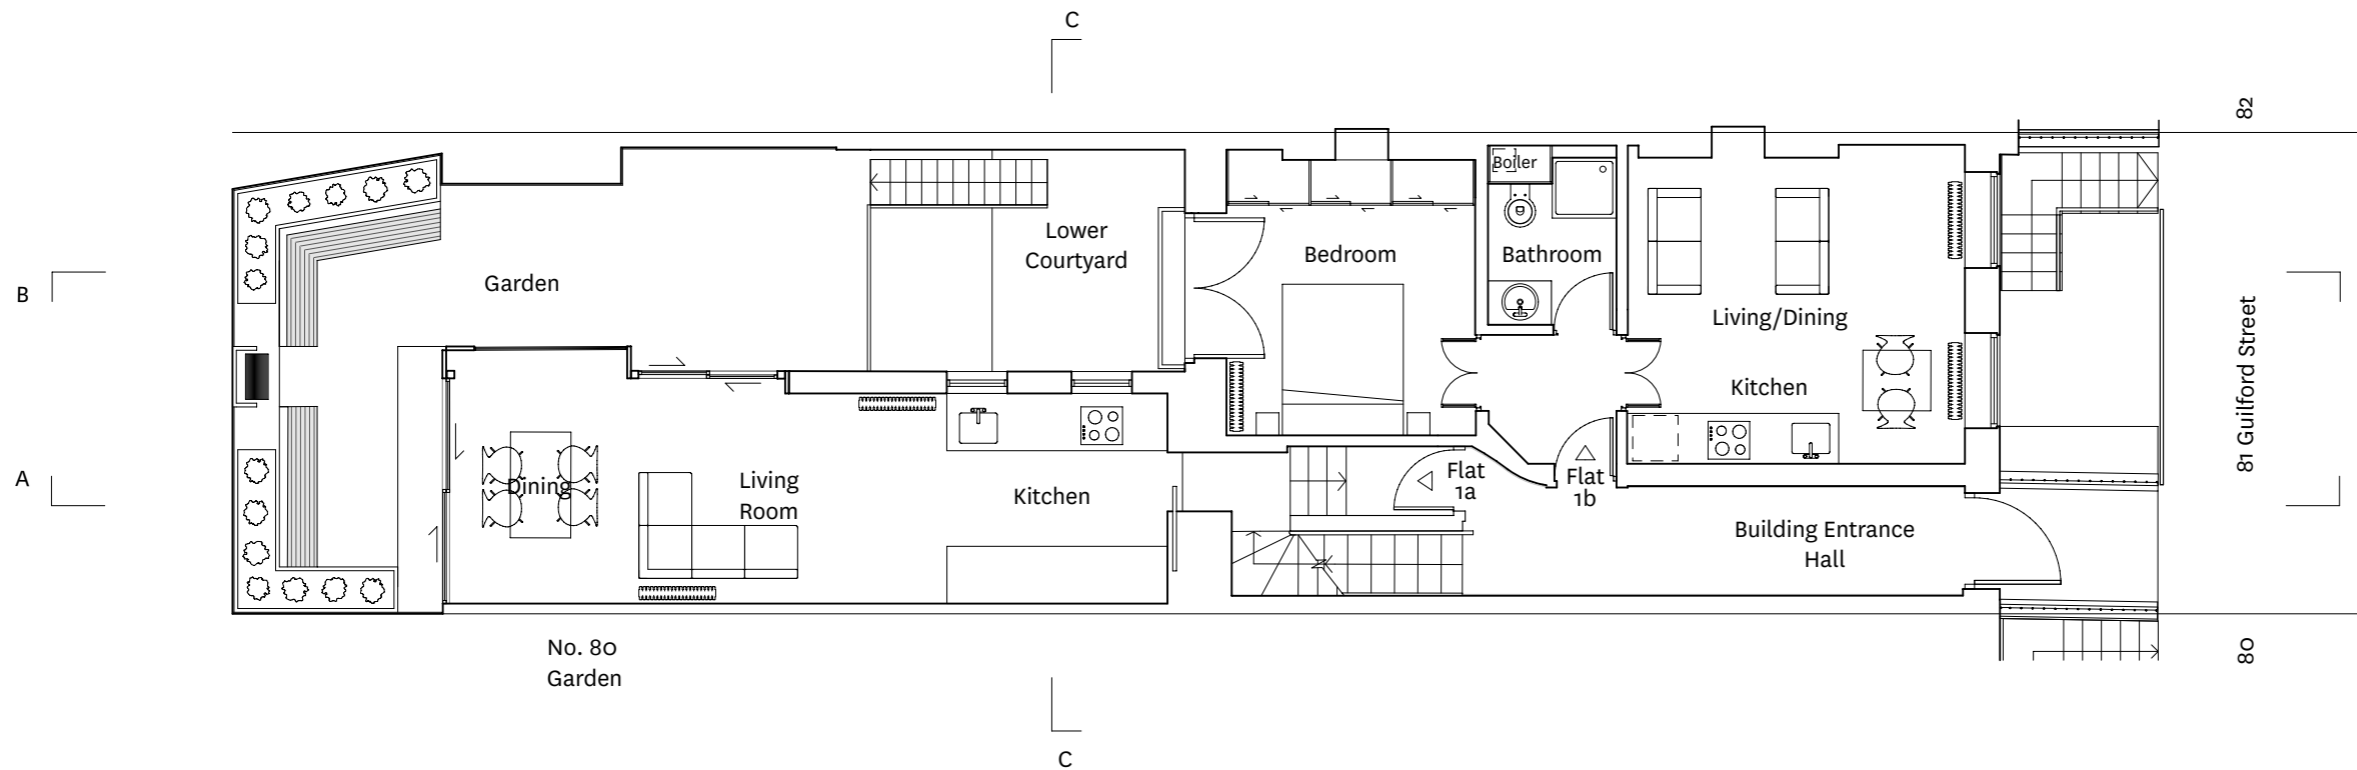 C
82
Boiler
Lower
Courtyard
Bedroom
Bathroom
Garden
B
Living/Dining
81 Guilford Street
Kitchen
A
Dining
Living
Room
Kitchen
Flat
1a
Flat
1b
Building Entrance
Hall
No. 80
Garden
80
C